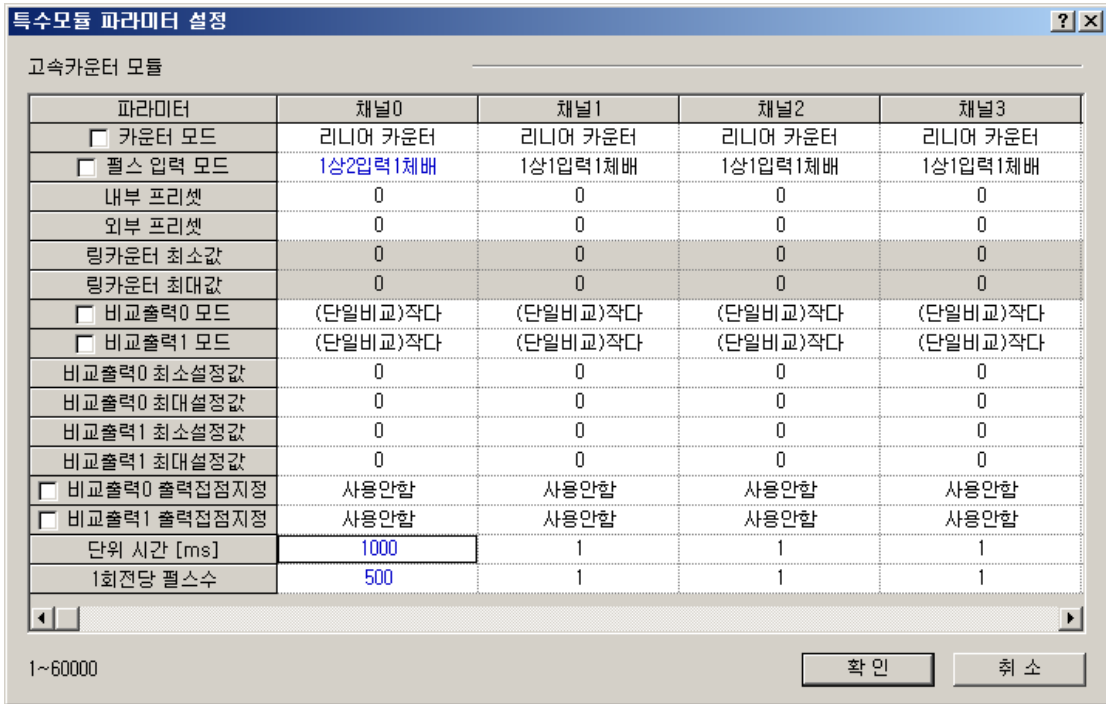 특수모듈 파라미터 설정
고속카운터 모듈
파라미터 채널0 채널1 채널2 채널3
카운터 모드 리니어 카운터 리니어 카운터 리니어 카운터 리니어 카운터
펄스 입력 모드 1상2입력1체배 1상1입력1체배 1상1입력1체배 1상1입력1체배
내부 프리셋 0 0 0 0
외부 프리셋 0 0 0 0
링카운터 최소값 0 0 0 0
링카운터 최대값 0 0 0 0
비교출력0 모드 (단일비교)작다 (단일비교)작다 (단일비교)작다 (단일비교)작다
비교출력1 모드 (단일비교)작다 (단일비교)작다 (단일비교)작다 (단일비교)작다
비교출력0 최소설정값 0 0 0 0
비교출력0 최대설정값 0 0 0 0
비교출력1 최소설정값 0 0 0 0
비교출력1 최대설정값 0 0 0 0
비교출력0 출력접점지정 사용안함 사용안함 사용안함 사용안함
비교출력1 출력접점지정 사용안함 사용안함 사용안함 사용안함
단위 시간 [ms] 1000 1 1 1
1회전당 펄스수 500 1 1 1
1~60000 확 인 취 소